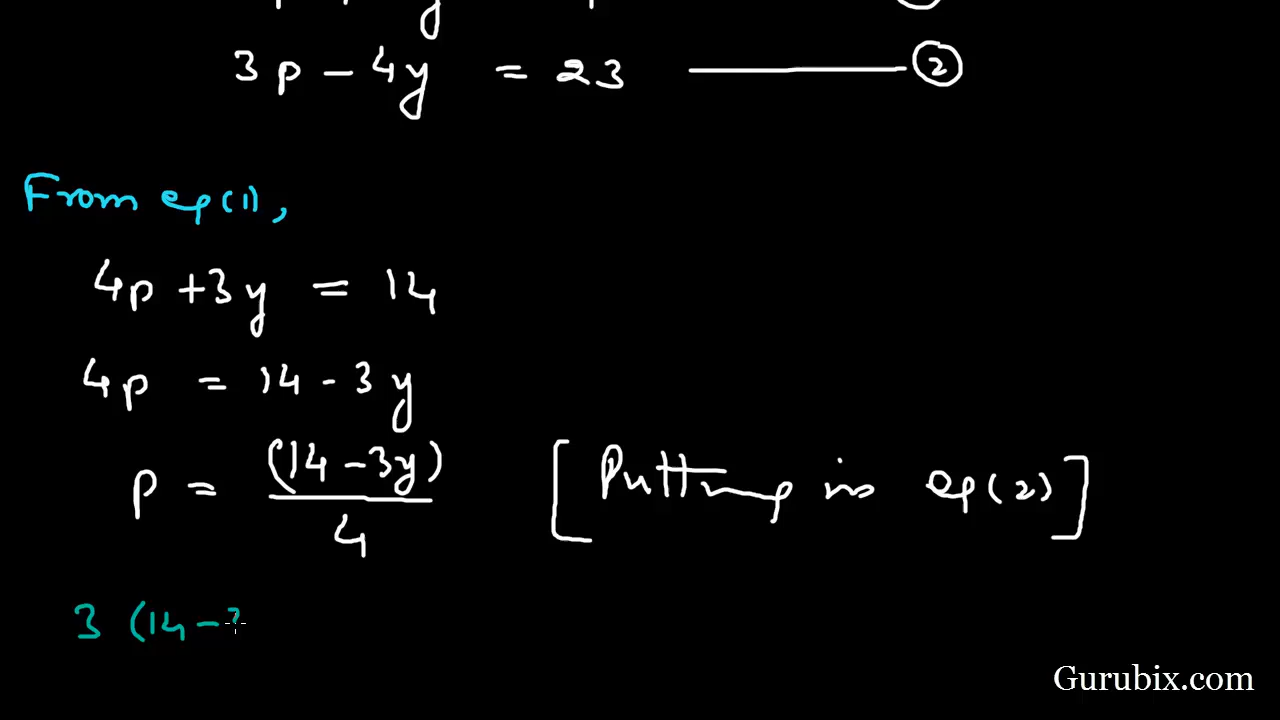 3p - 4y = 23 ——— ②
From eq(1),
4p + 3y = 14
4p = 14 - 3y
p = (14 - 3y) / 4 [Putting in eq(2)]
3 (14 -
Gurubix.com